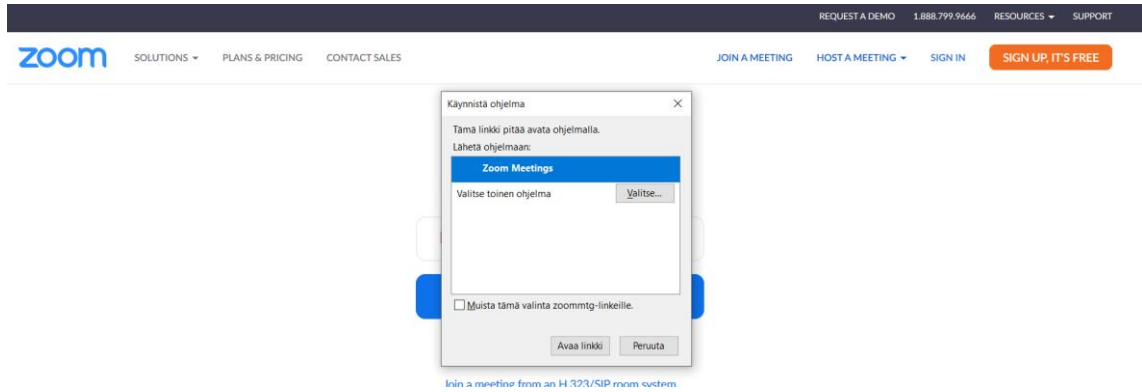 REQUEST A DEMO 1.888.799.9666 RESOURCES SUPPORT
zoom SOLUTIONS PLANS & PRICING CONTACT SALES JOIN A MEETING HOST A MEETING SIGN IN SIGN UP, IT'S FREE
Käynnistä ohjelma
Tämä linkki pitää avata ohjelmalla.
Lähetä ohjelmaan:
Zoom Meetings
Valitse toinen ohjelma Valitse...
Muista tämä valinta zoommtg-linkeille.
Avaa linkki Peruuta
Join a meeting from an H.323/SIP room system